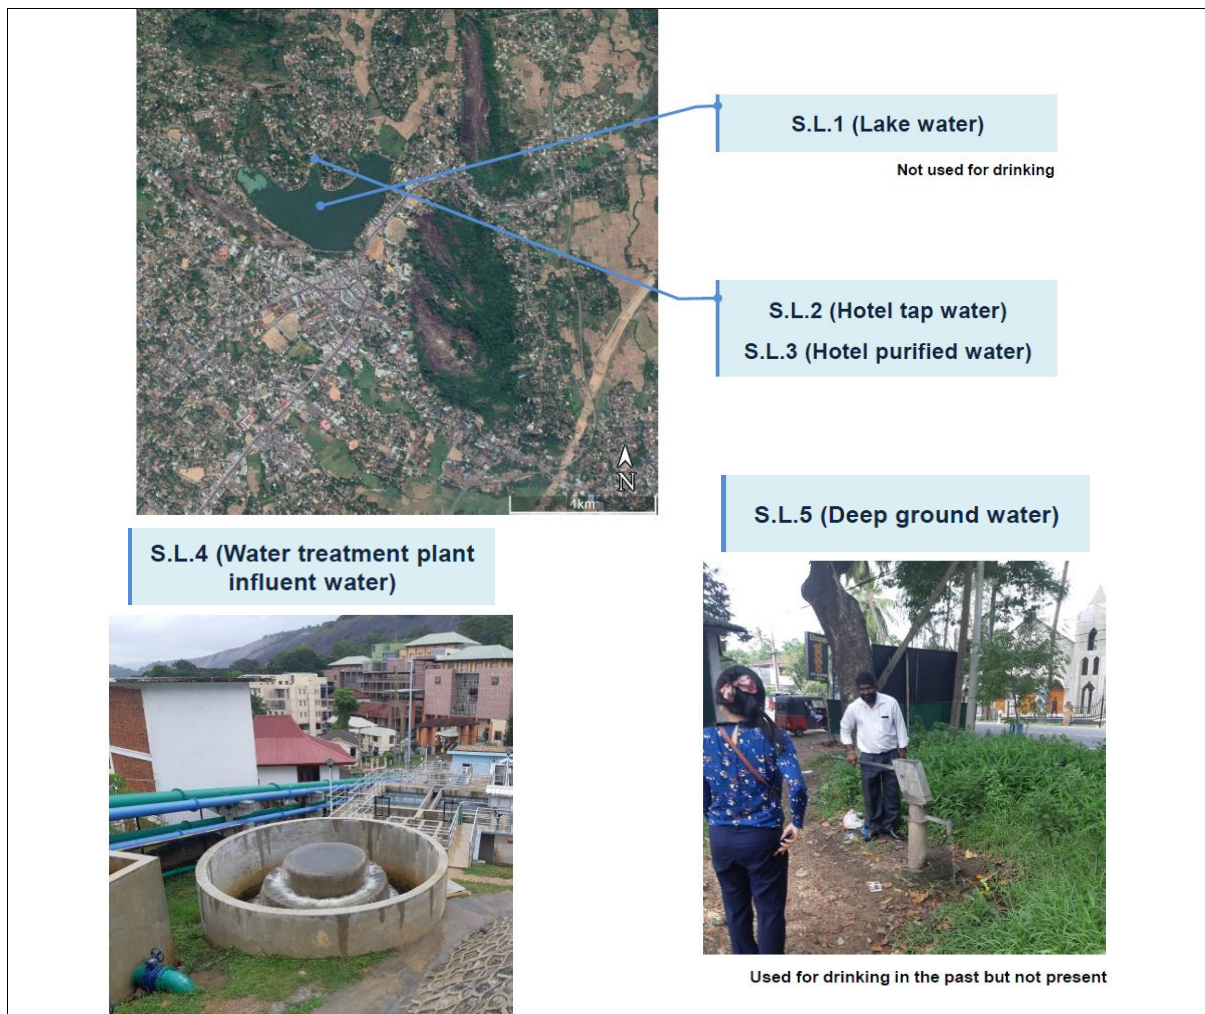 S.L.1 (Lake water)
Not used for drinking
S.L.2 (Hotel tap water)
S.L.3 (Hotel purified water)
N
1km
S.L.4 (Water treatment plant
influent water)
S.L.5 (Deep ground water)
Used for drinking in the past but not present